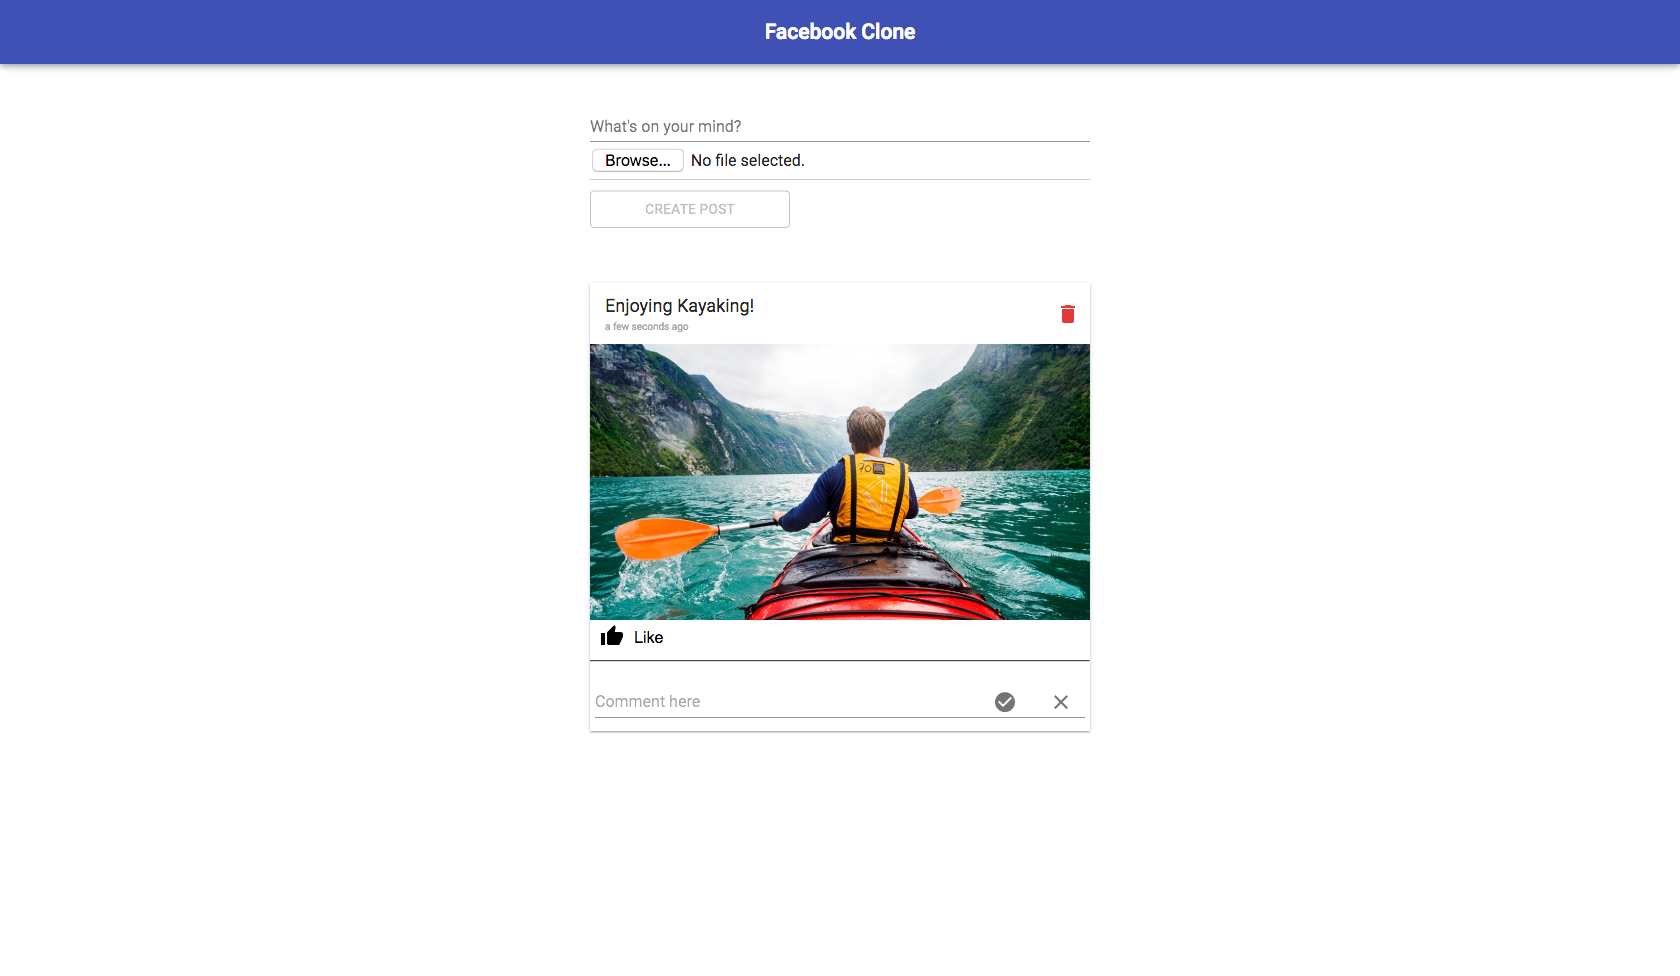 Facebook Clone
What's on your mind?
Browse... No file selected.
CREATE POST
Enjoying Kayaking!
a few seconds ago
70
Like
Comment here